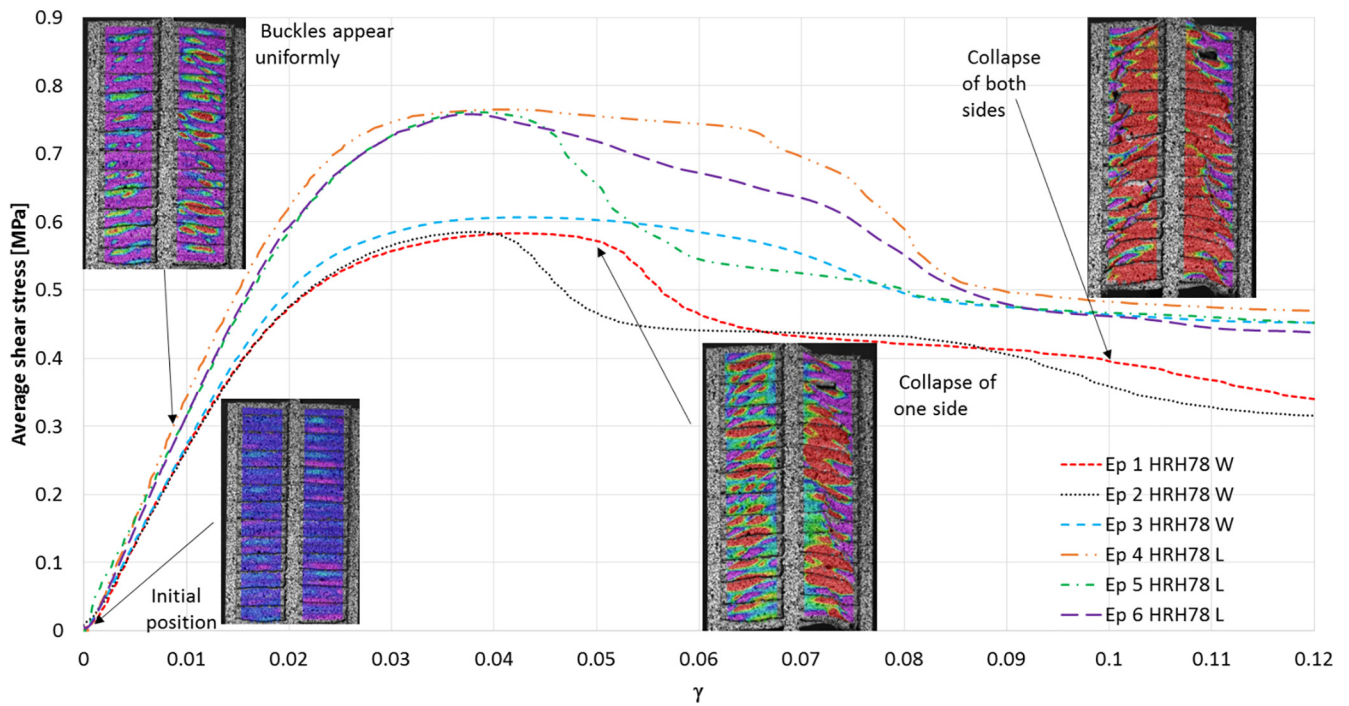 Average shear stress [MPa]
0.9
0.8
0.7
0.6
0.5
0.4
0.3
0.2
0.1
0
Buckles appear
uniformly
Collapse
of both
sides
Collapse of
one side
Initial
position
Ep 1 HRH78 W
Ep 2 HRH78 W
Ep 3 HRH78 W
Ep 4 HRH78 L
Ep 5 HRH78 L
Ep 6 HRH78 L
0 0.01 0.02 0.03 0.04 0.05 0.06 0.07 0.08 0.09 0.1 0.11 0.12
γ